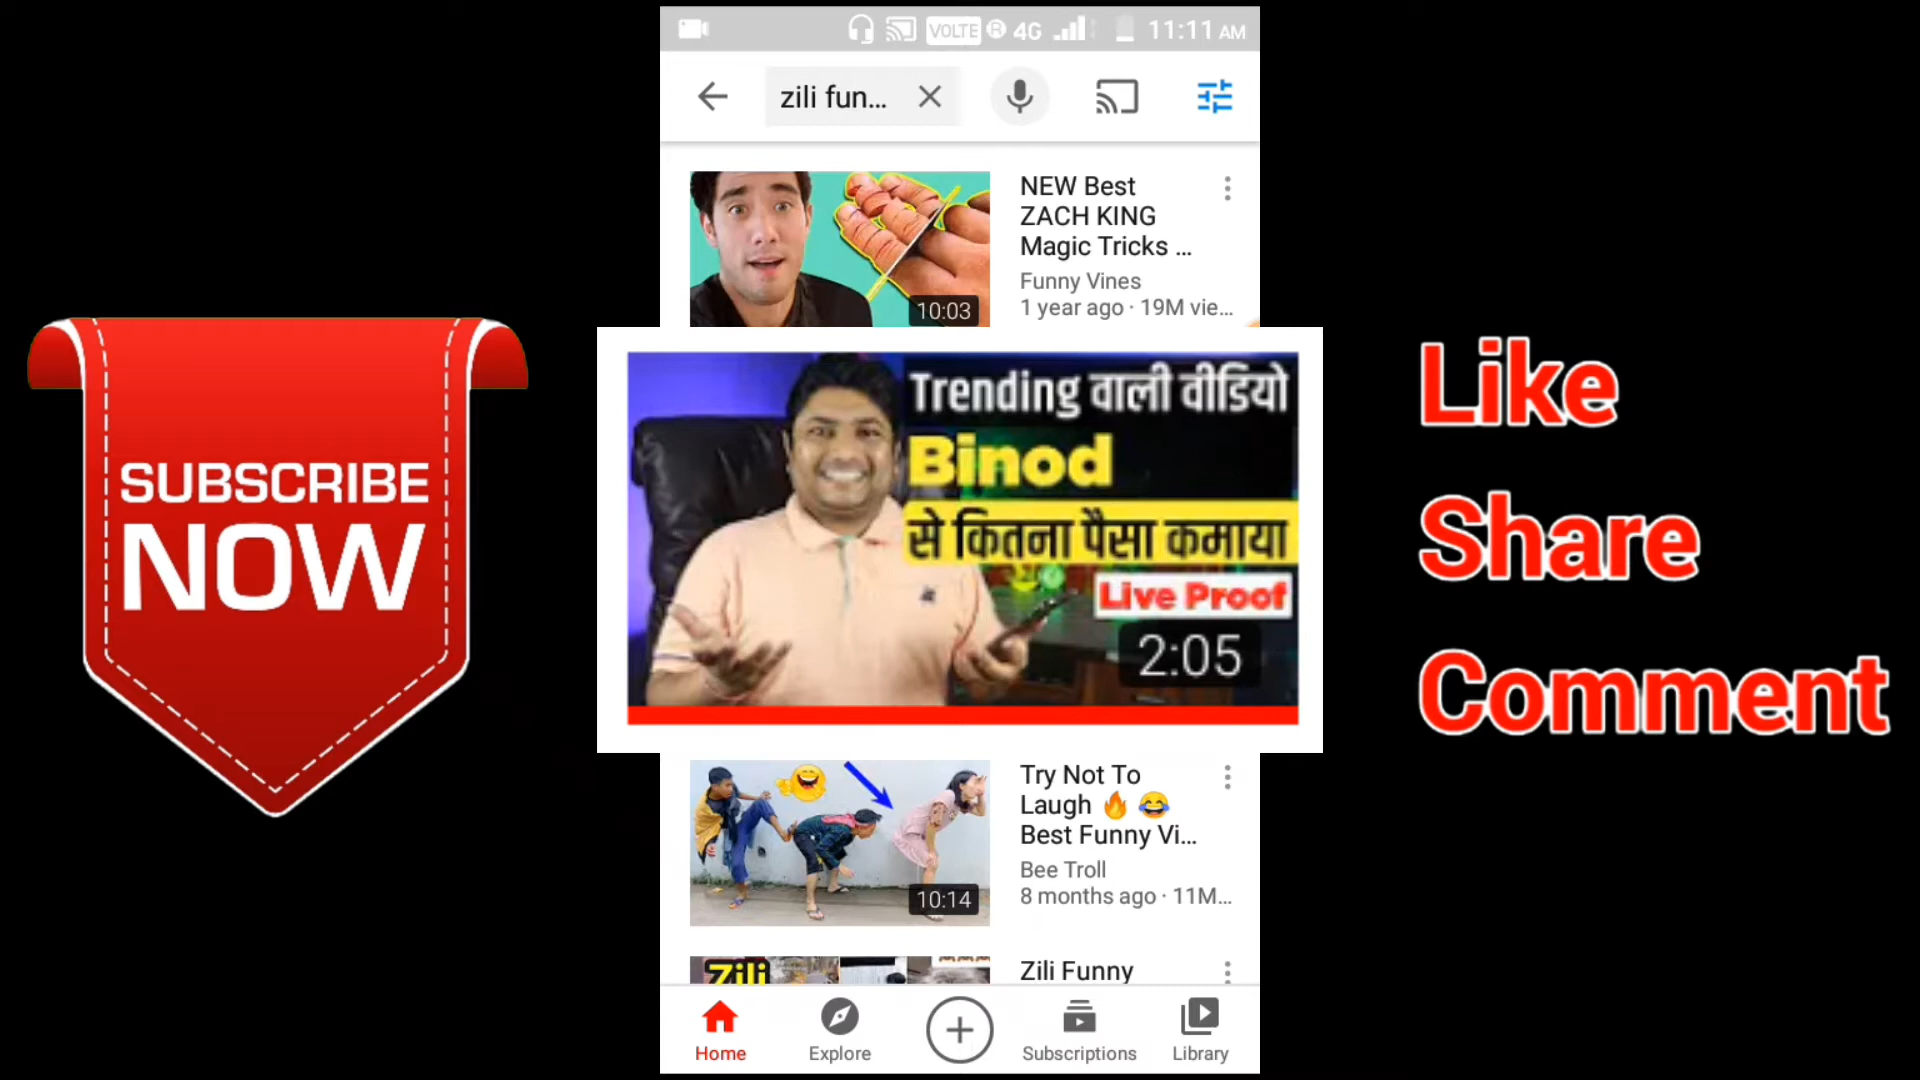 VOLTE R 4G 11:11 AM
zili fun...
NEW Best
ZACH KING
Magic Tricks ...
Funny Vines
1 year ago · 19M vie...
10:03
SUBSCRIBE
NOW
Trending वाली वीडियो
Binod
से कितना पैसा कमाया
Live Proof
2:05
Like
Share
Comment
Try Not To
Laugh 🔥 😂
Best Funny Vi...
Bee Troll
8 months ago · 11M...
10:14
Zili
Zili Funny
Home Explore Subscriptions Library